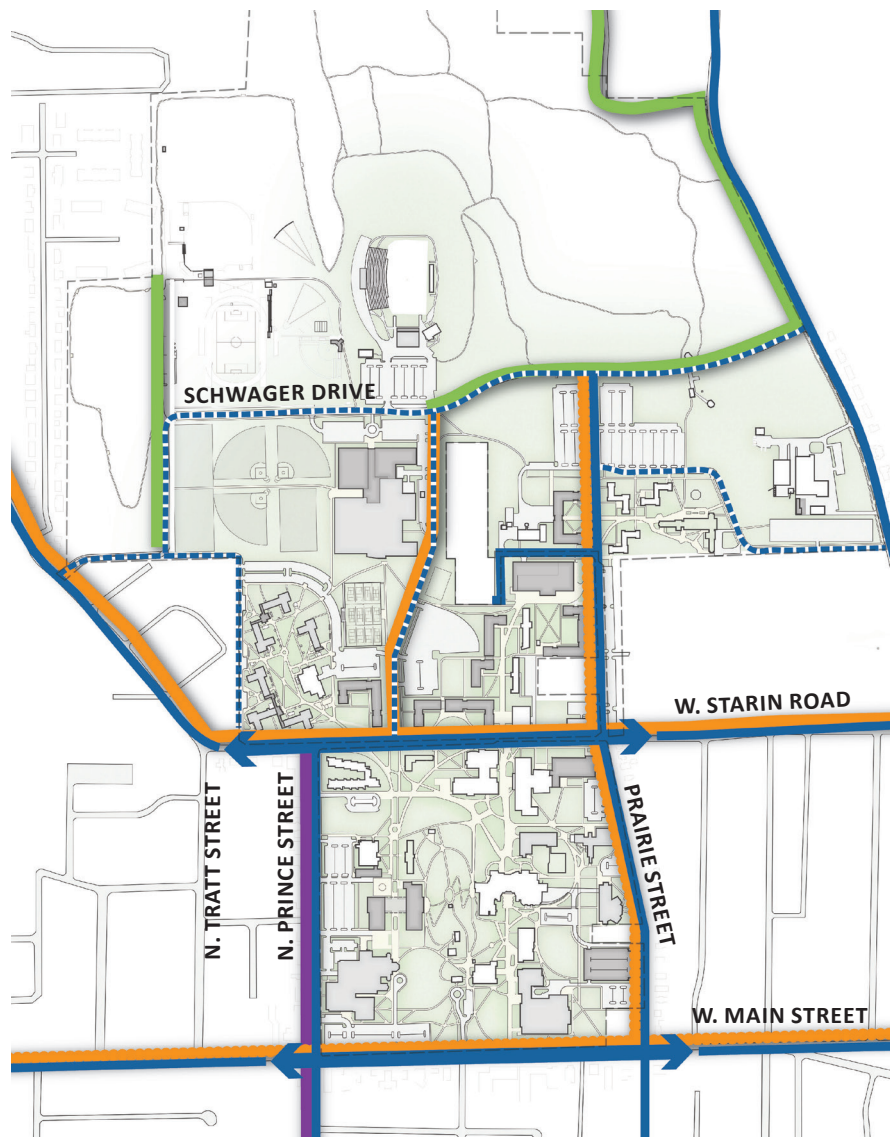 SCHWAGER DRIVE
W. STARIN ROAD
N. TRATT STREET
N. PRINCE STREET
PRAIRIE STREET
W. MAIN STREET